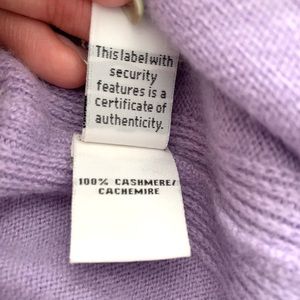 This label with
security
features is a
certificate of
authenticity.
100% CASHMERE/
CACHEMIRE